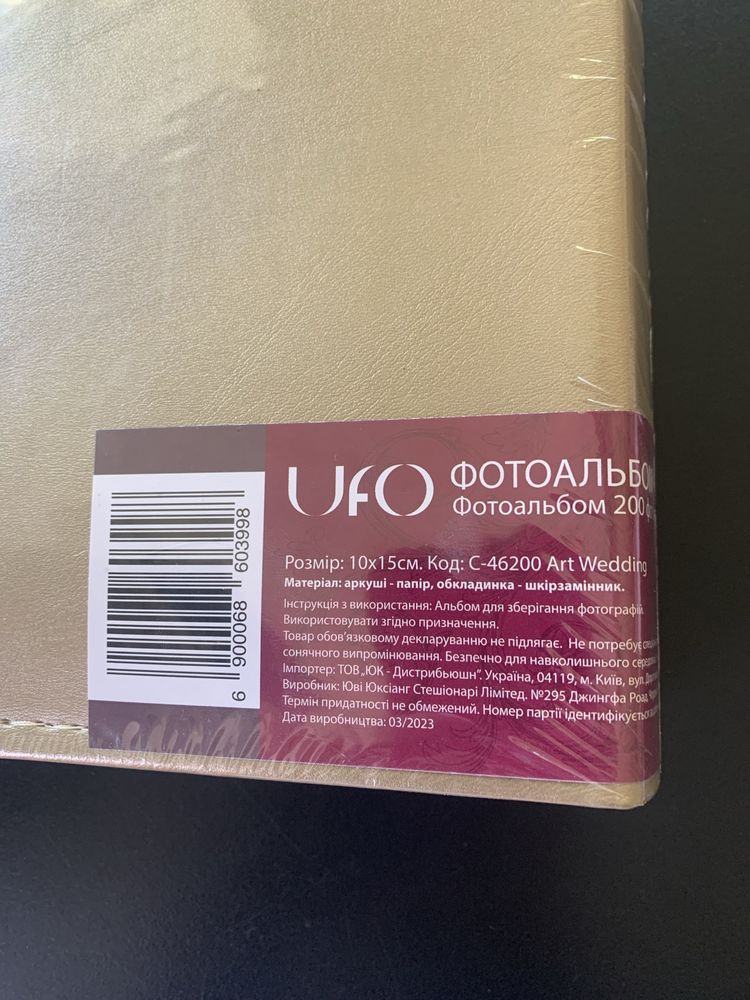 UFO
ФОТОАЛЬБОМ
Фотоальбом 200
Розмір: 10x15см. Код: C-46200 Art Wedding
Матеріал: аркуші - папір, обкладинка - шкірзамінник.
Інструкція з використання: Альбом для зберігання фотографій.
Використовувати згідно призначення.
Товар обов'язковому декларуванню не підлягає. Не потребує
сонячного випромінювання. Безпечно для навколишнього
Імпортер: ТОВ „ЮК - Дистрибьюшн". Україна, 04119, м. Київ, вул.
Виробник: Юві Юксіанг Стешіонарі Лімітед. №295 Джингфа Роад
Термін придатності не обмежений. Номер партії ідентифікується
Дата виробництва: 03/2023
6 900068 603998